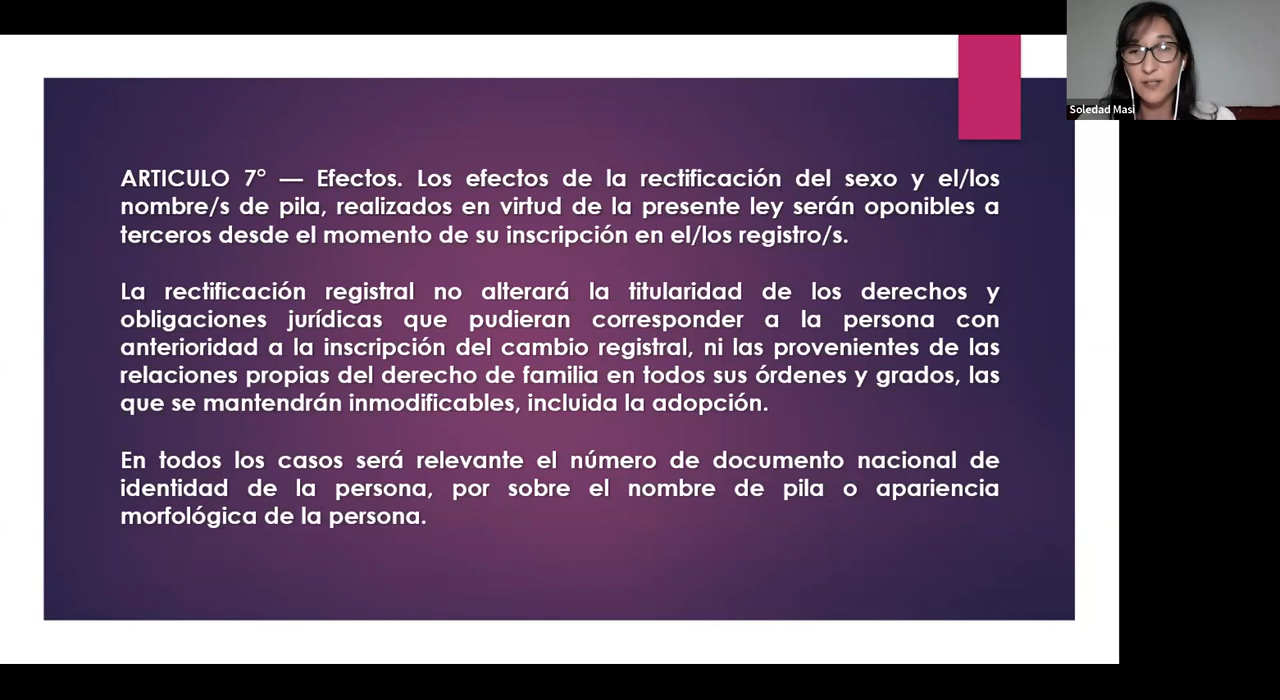 Soledad Masi
ARTICULO 7° — Efectos. Los efectos de la rectificación del sexo y el/los
nombre/s de pila, realizados en virtud de la presente ley serán oponibles a
terceros desde el momento de su inscripción en el/los registro/s.
La rectificación registral no alterará la titularidad de los derechos y
obligaciones jurídicas que pudieran corresponder a la persona con
anterioridad a la inscripción del cambio registral, ni las provenientes de las
relaciones propias del derecho de familia en todos sus órdenes y grados, las
que se mantendrán inmodificables, incluida la adopción.
En todos los casos será relevante el número de documento nacional de
identidad de la persona, por sobre el nombre de pila o apariencia
morfológica de la persona.